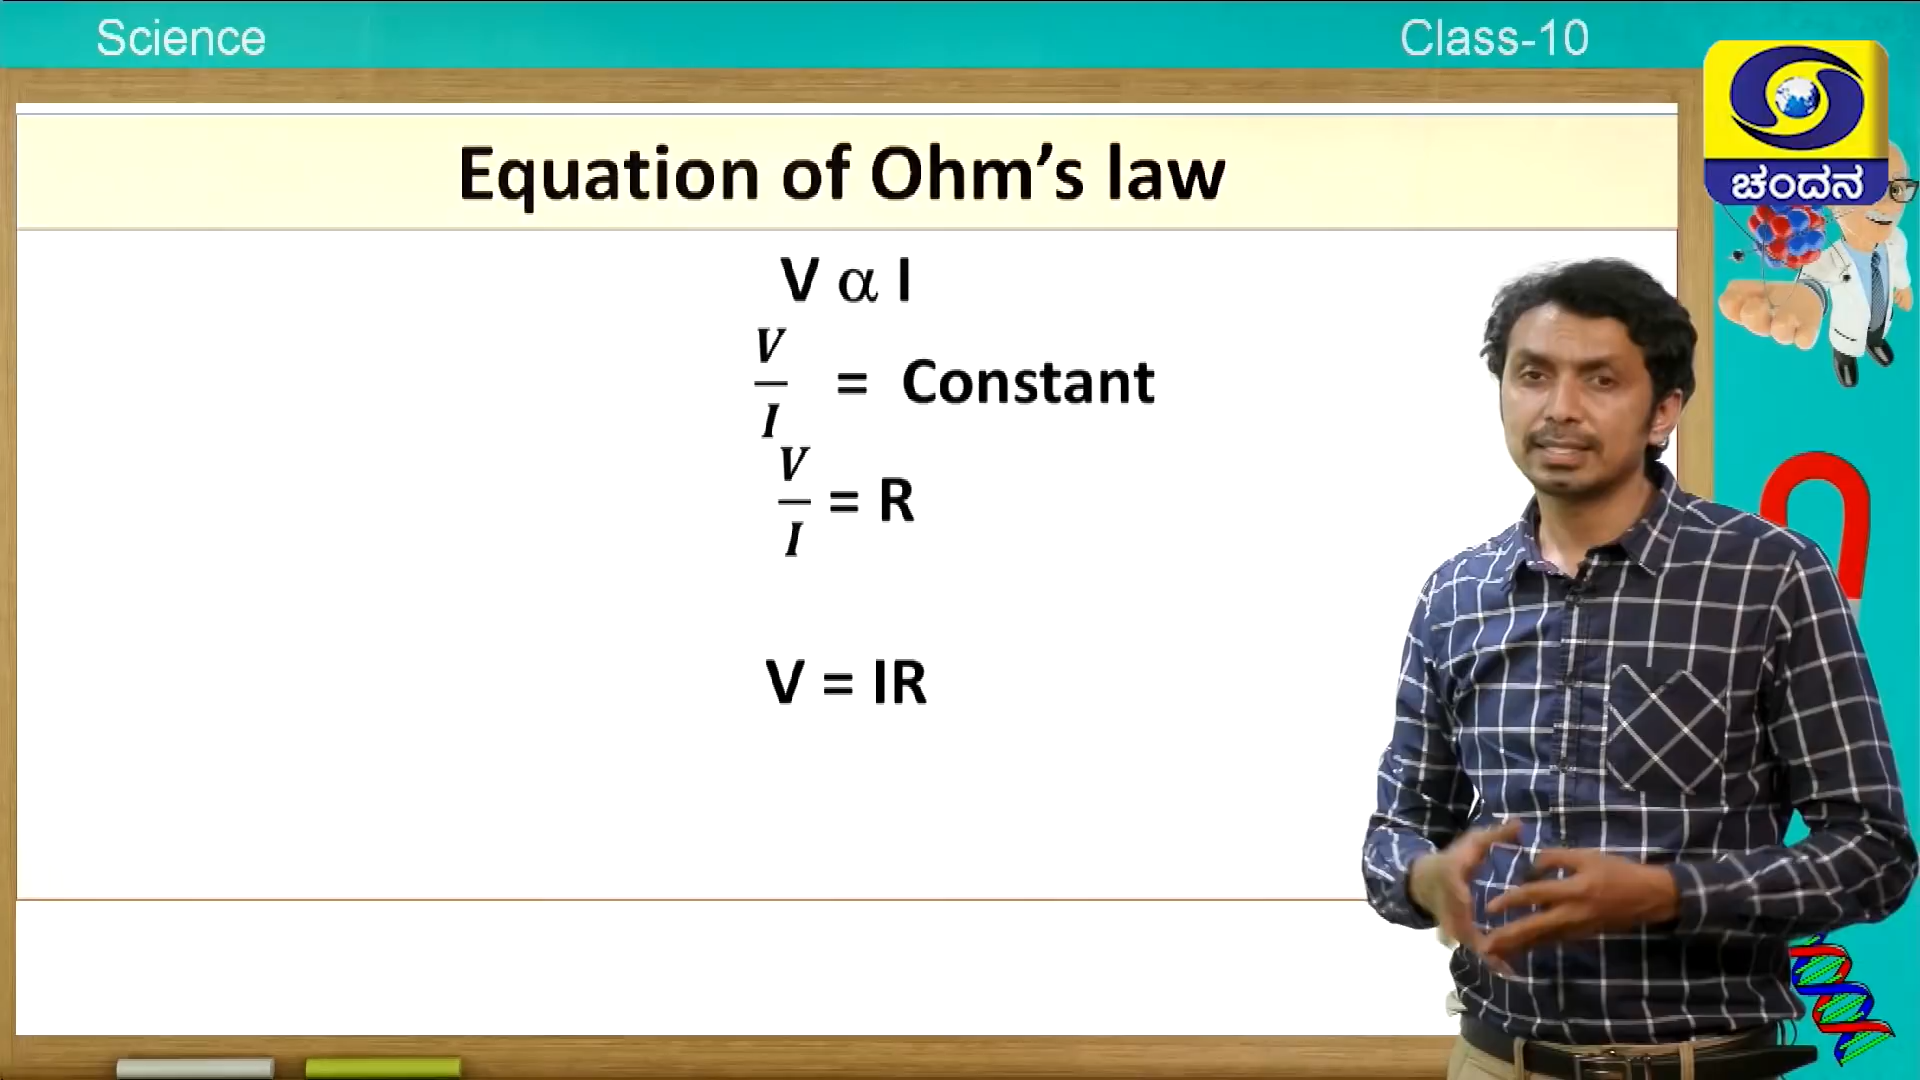 Science
Class-10
ಚಂದನ
Equation of Ohm's law
V α I
V/I = Constant
V/I = R
V = IR